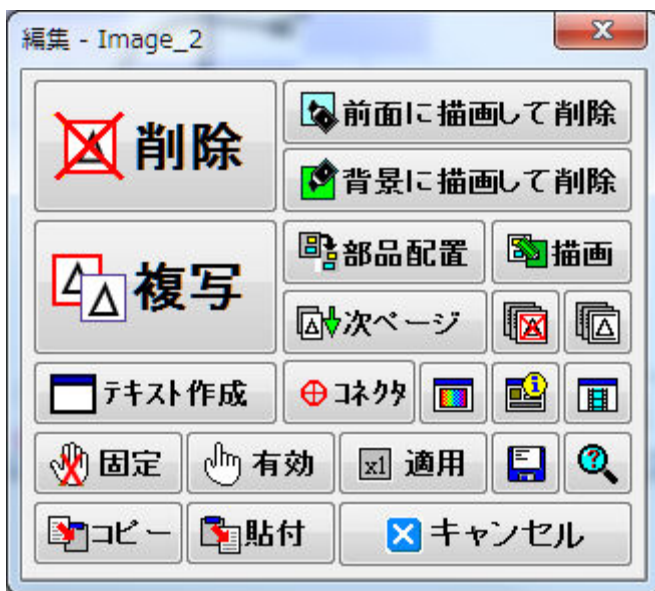 編集 - Image_2
削除
前面に描画して削除
背景に描画して削除
複写
部品配置
描画
次ページ
テキスト作成
コネクタ
固定
有効
x1 適用
コピー
貼付
キャンセル